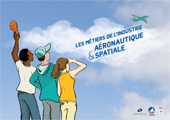 LES MÉTIERS DE L'INDUSTRIE
AÉRONAUTIQUE
& SPATIALE